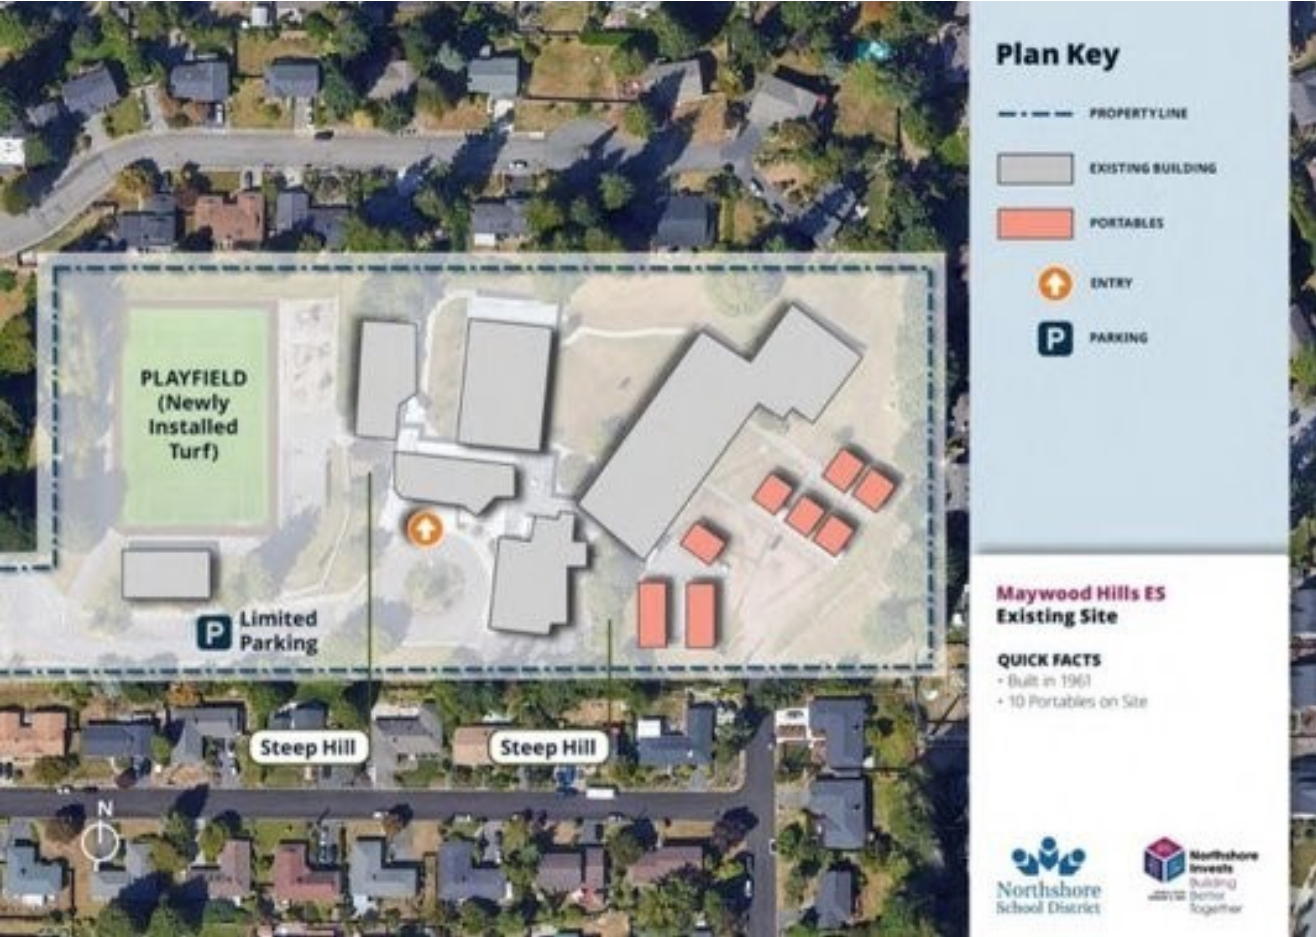 PLAYFIELD
(Newly
Installed
Turf)
P
Limited
Parking
Steep Hill
Steep Hill
N
Plan Key
PROPERTY LINE
EXISTING BUILDING
PORTABLES
ENTRY
P
PARKING
Maywood Hills ES
Existing Site
QUICK FACTS
• Built in 1961
• 10 Portables on Site
Northshore
School District
Northshore
Invests
Building
Better
Together